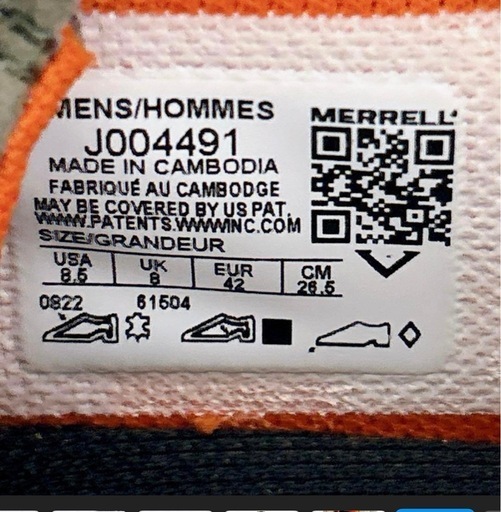 MENS/HOMMES
MERRELL
J004491
MADE IN CAMBODIA
FABRIQUÉ AU CAMBODGE
MAY BE COVERED BY US PAT.
WWW.PATENTS.WWWINC.COM
SIZE/GRANDEUR
USA UK EUR CM
8.5 8 42 26.5
0822 61504